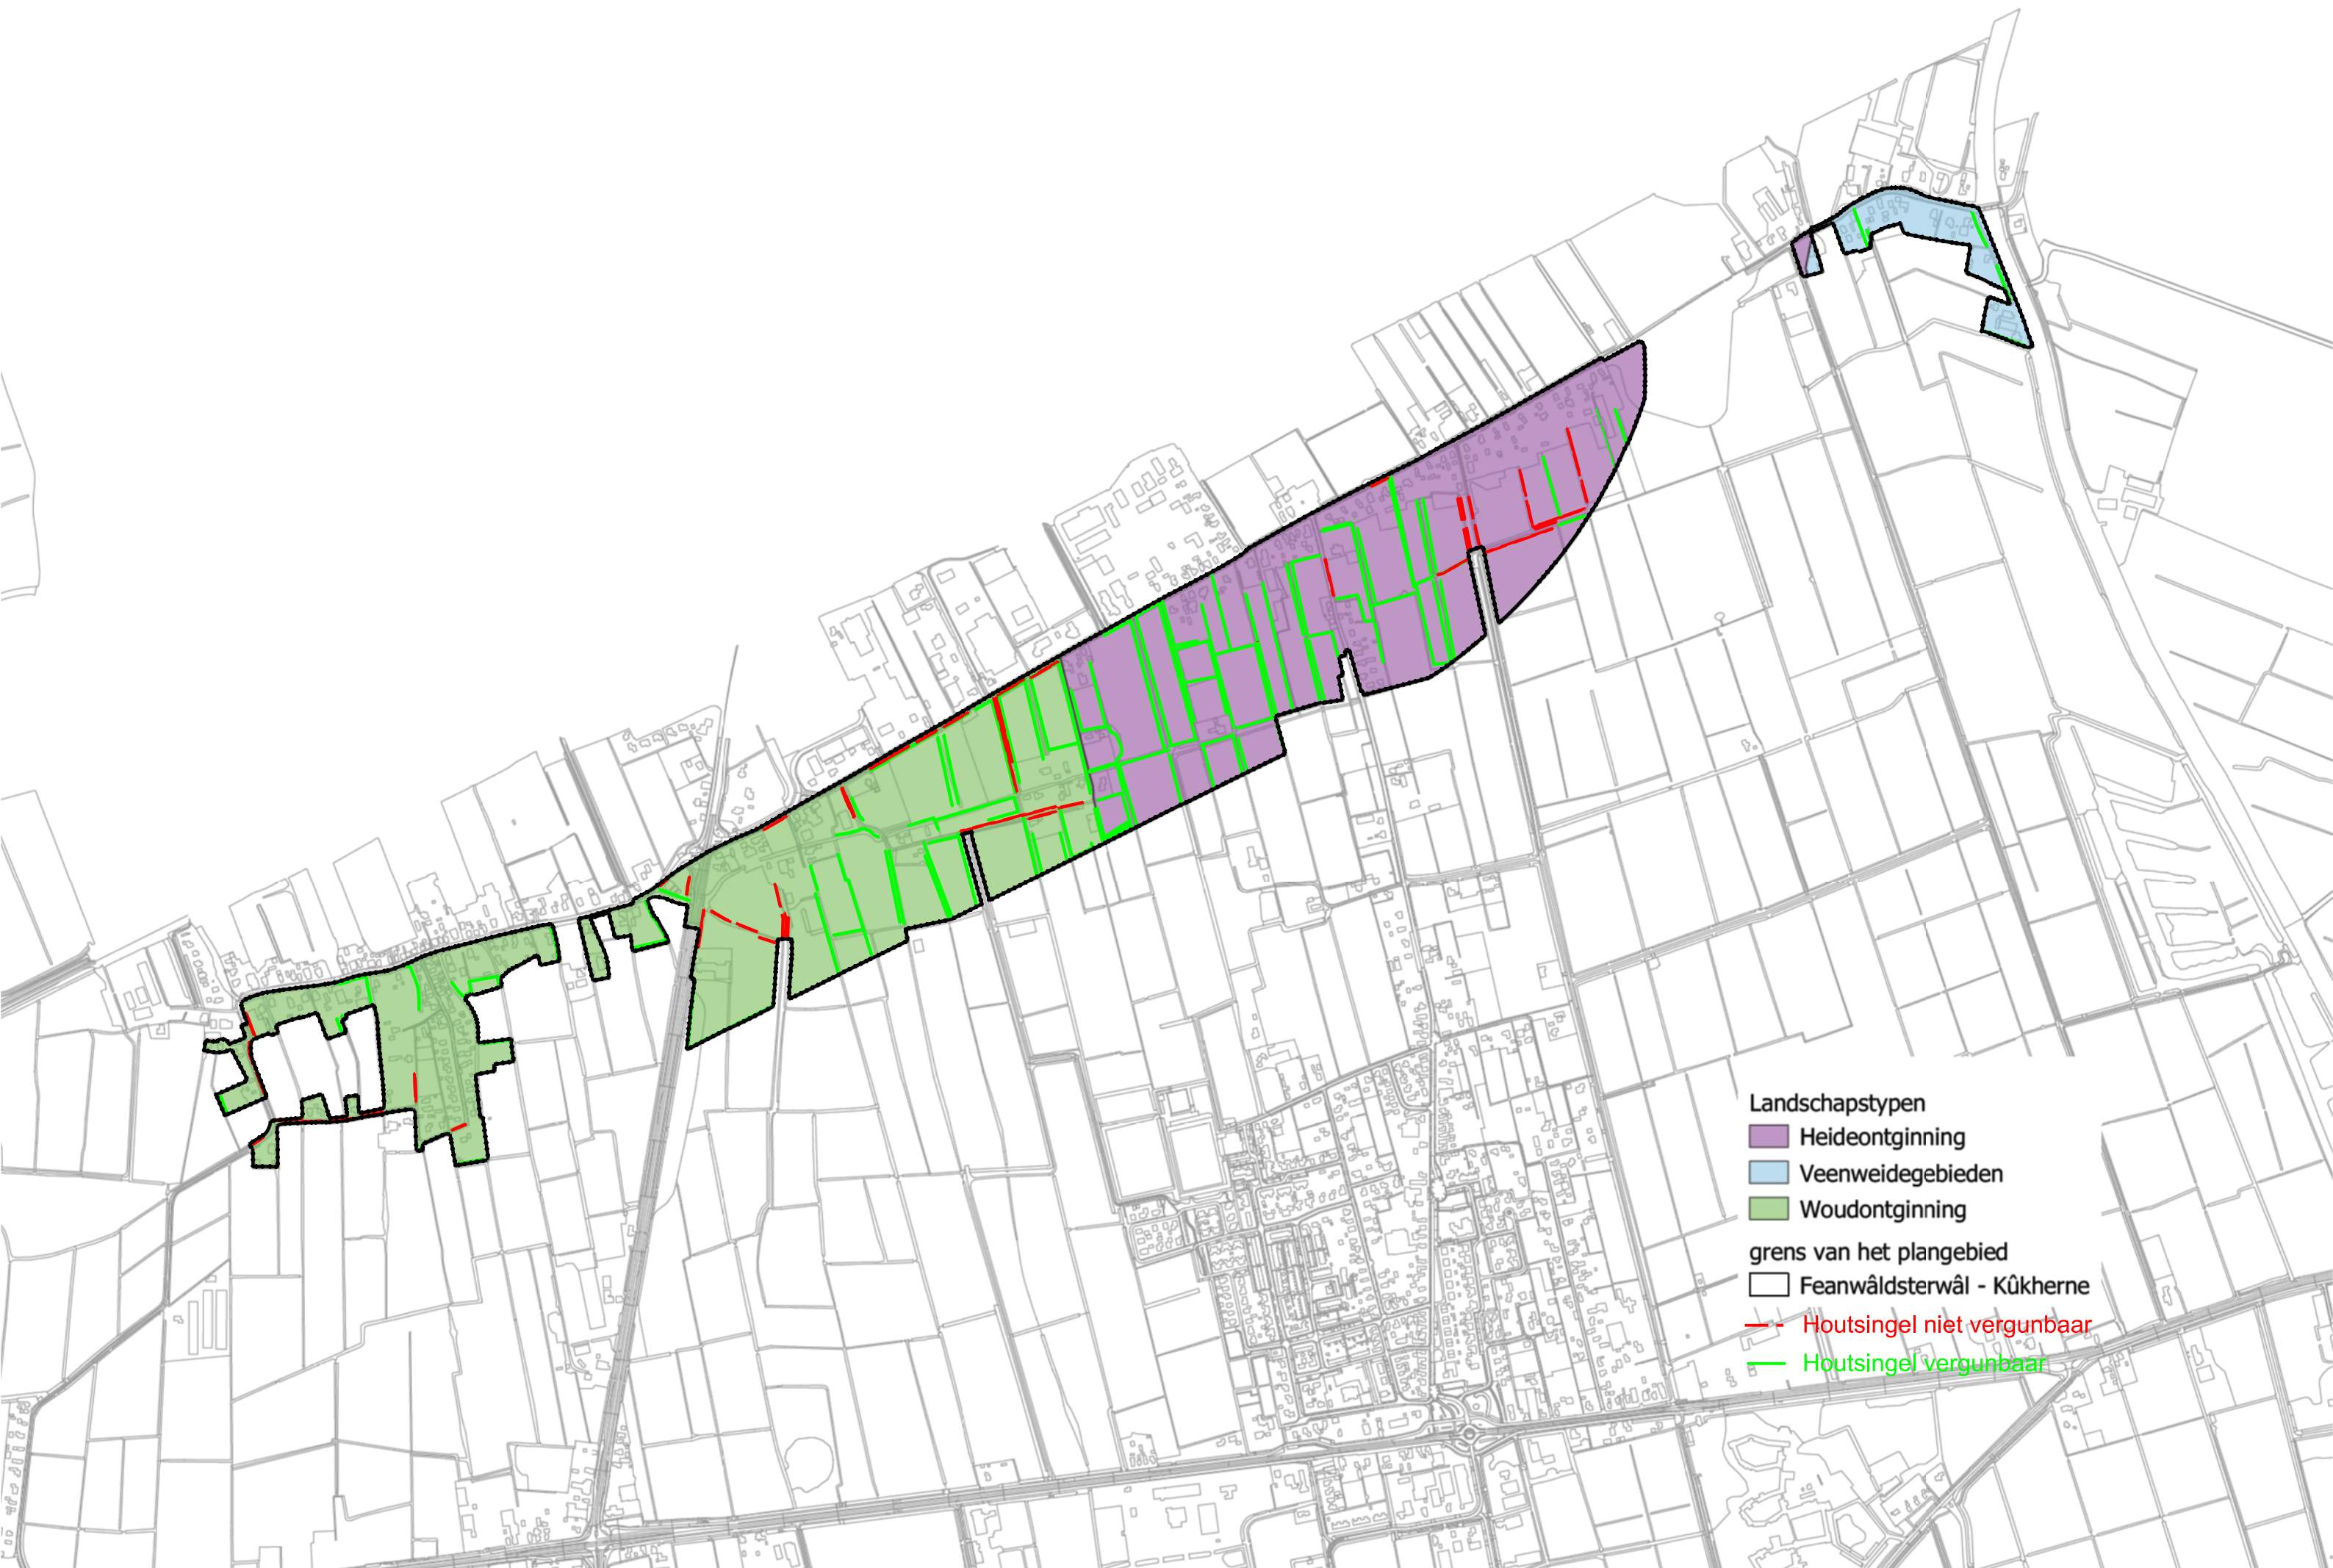 Landschapstypen
Heideontginning
Veenweidegebieden
Woudontginning
grens van het plangebied
Feanwâldsterwâl - Kûkherne
Houtsingel niet vergunbaar
Houtsingel vergunbaar